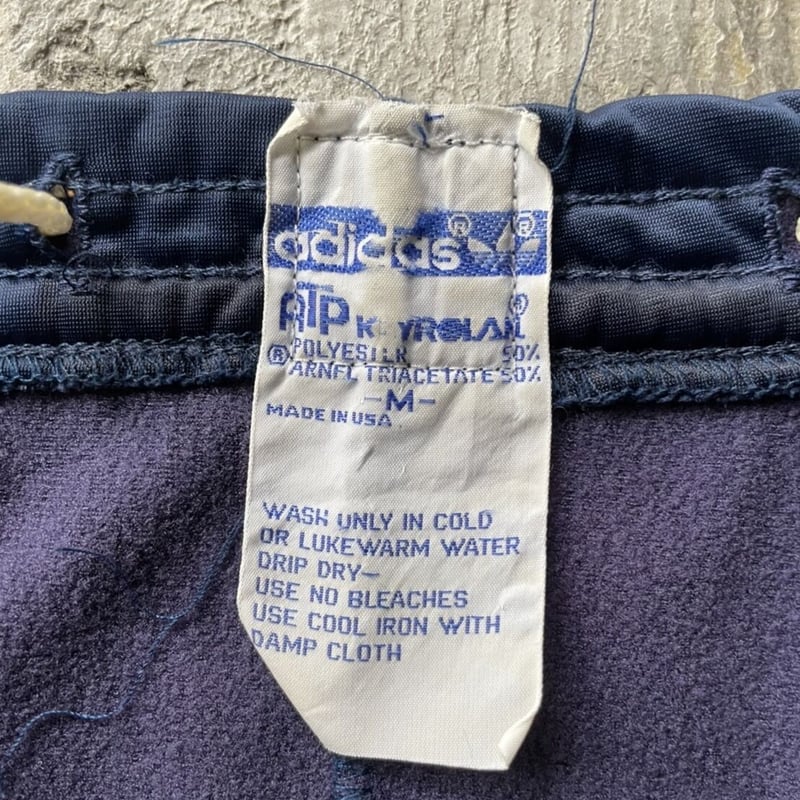 adidas®
ATP KEYROLAN®
POLYESTER 50%
®ARNEL TRIACETATE 50%
-M-
MADE IN USA
WASH ONLY IN COLD
OR LUKEWARM WATER
DRIP DRY—
USE NO BLEACHES
USE COOL IRON WITH
DAMP CLOTH